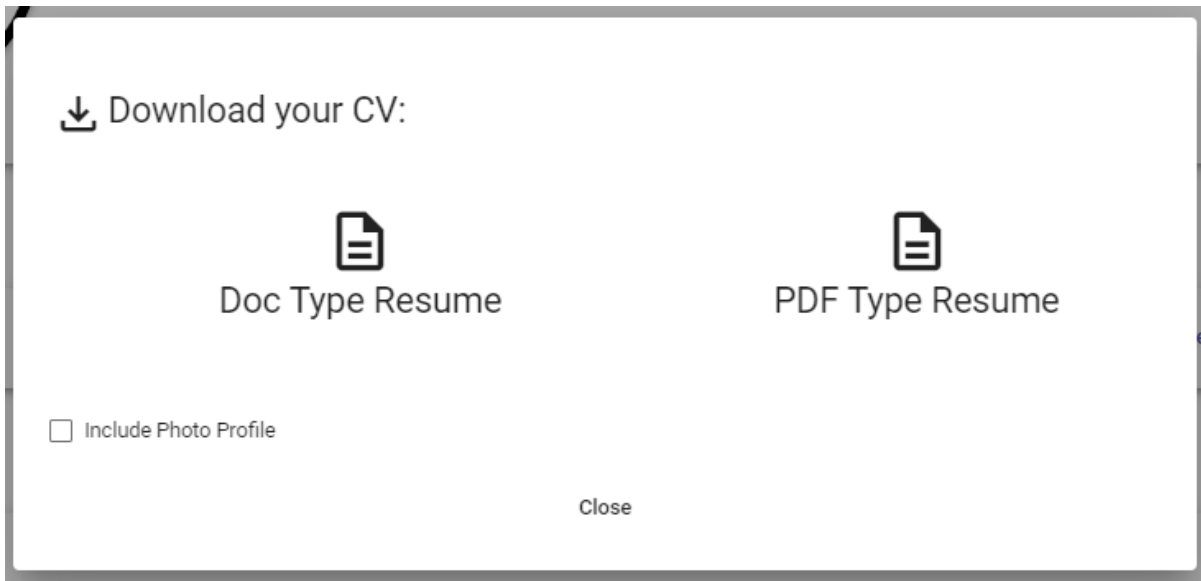 Download your CV:
Doc Type Resume
PDF Type Resume
Include Photo Profile
Close